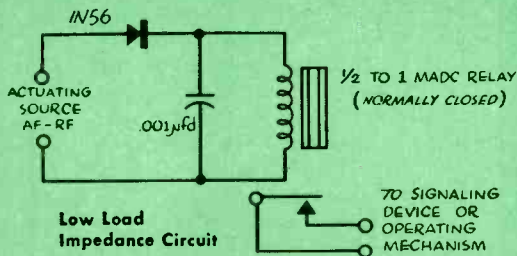 IN56
ACTUATING
SOURCE
AF-RF
.001µfd
½ TO 1 MADC RELAY
(NORMALLY CLOSED)
Low Load
Impedance Circuit
TO SIGNALING
DEVICE OR
OPERATING
MECHANISM